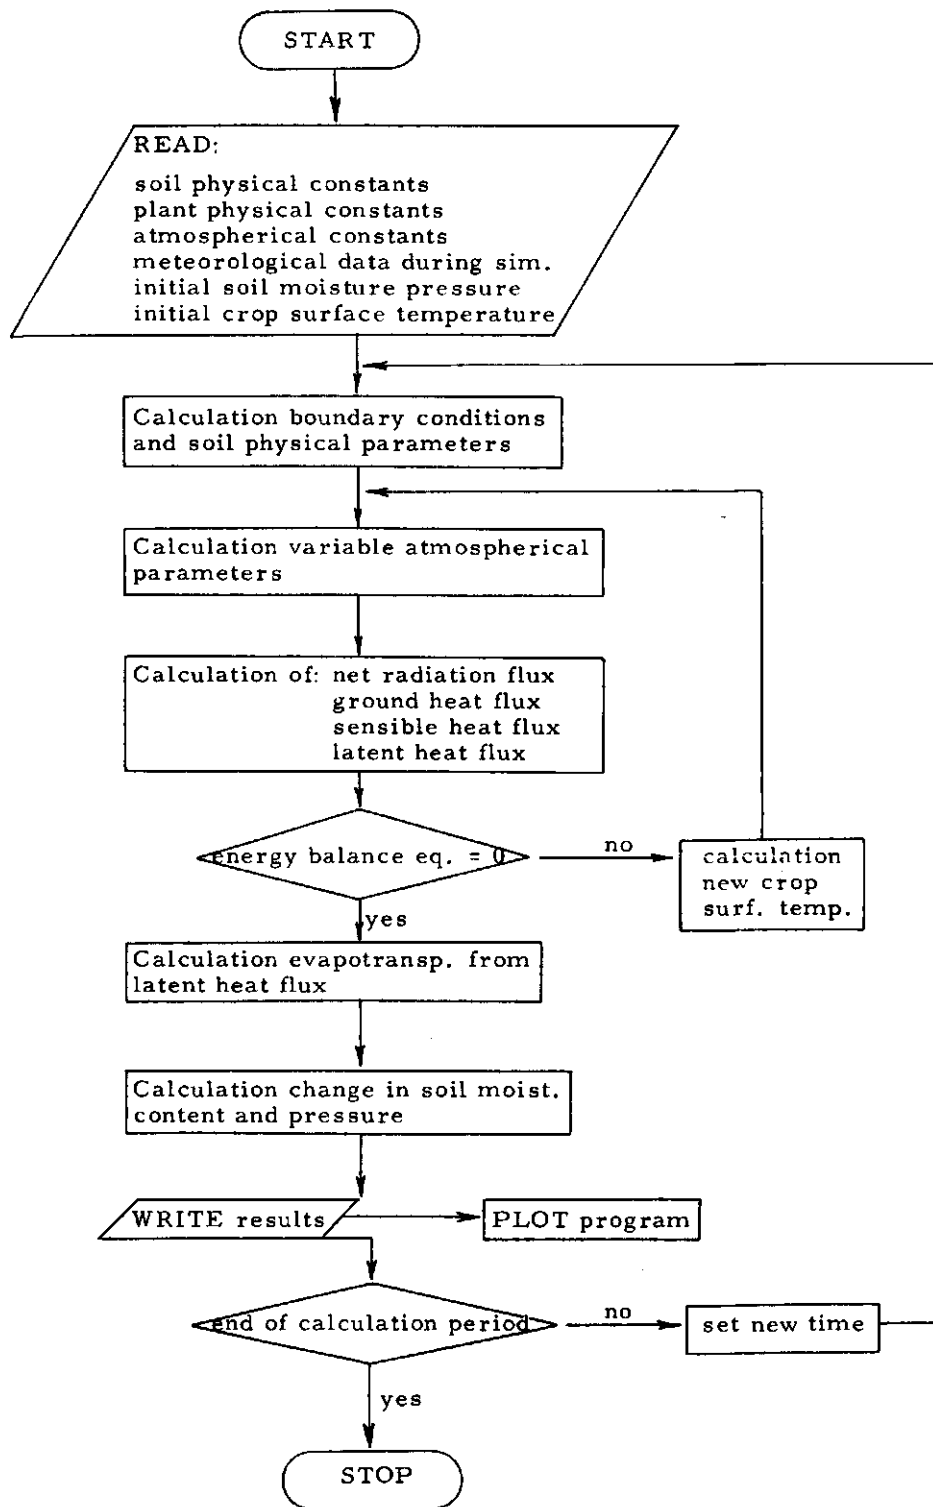 START
READ:
soil physical constants
plant physical constants
atmospherical constants
meteorological data during sim.
initial soil moisture pressure
initial crop surface temperature
Calculation boundary conditions
and soil physical parameters
Calculation variable atmospherical
parameters
Calculation of: net radiation flux
ground heat flux
sensible heat flux
latent heat flux
energy balance eq. = 0
no
calculation
new crop
surf. temp.
yes
Calculation evapotransp. from
latent heat flux
Calculation change in soil moist.
content and pressure
WRITE results
PLOT program
end of calculation period
no
set new time
yes
STOP